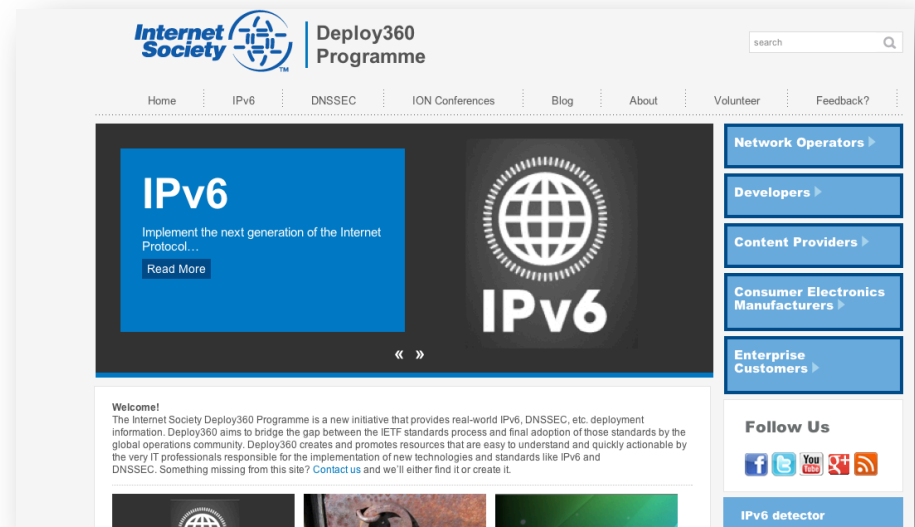 Internet
Society
TM
Deploy360
Programme
search
Home IPv6 DNSSEC ION Conferences Blog About Volunteer Feedback?
IPv6
Implement the next generation of the Internet
Protocol…
Read More
IPv6
« »
Network Operators
Developers
Content Providers
Consumer Electronics
Manufacturers
Enterprise
Customers
Welcome!
The Internet Society Deploy360 Programme is a new initiative that provides real-world IPv6, DNSSEC, etc. deployment
information. Deploy360 aims to bridge the gap between the IETF standards process and final adoption of those standards by the
global operations community. Deploy360 creates and promotes resources that are easy to understand and quickly actionable by
the very IT professionals responsible for the implementation of new technologies and standards like IPv6 and
DNSSEC. Something missing from this site? Contact us and we'll either find it or create it.
Follow Us
f
You
Tube
g+
IPv6 detector